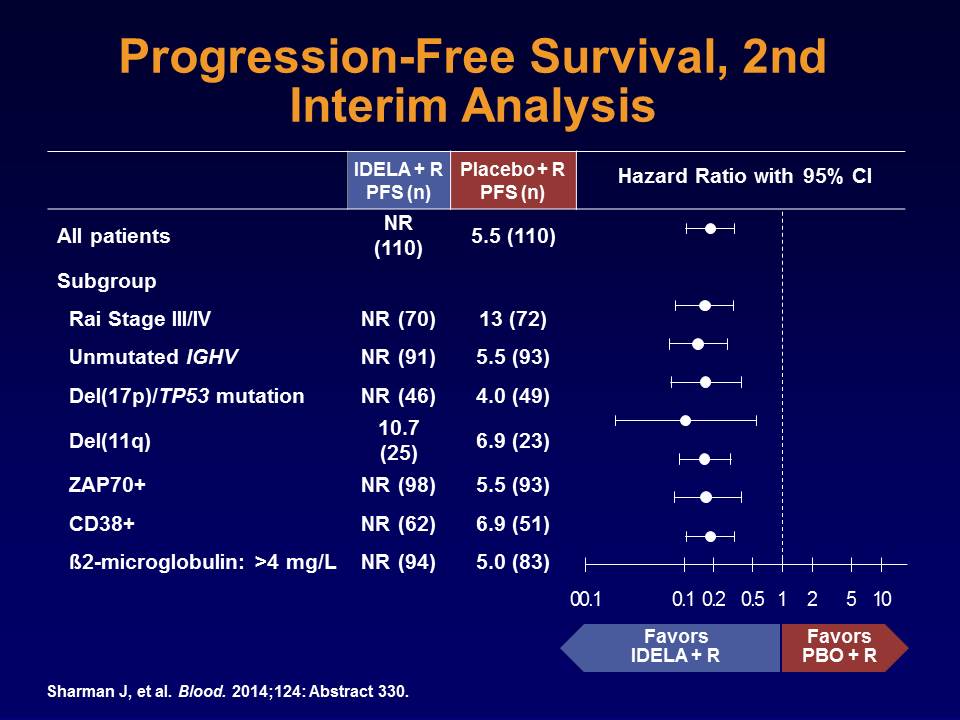 Progression-Free Survival, 2nd
Interim Analysis
IDELA + R Placebo + R Hazard Ratio with 95% CI
PFS (n) PFS (n)
All patients NR (110) 5.5 (110)
Subgroup
Rai Stage III/IV NR (70) 13 (72)
Unmutated IGHV NR (91) 5.5 (93)
Del(17p)/TP53 mutation NR (46) 4.0 (49)
Del(11q) 10.7 (25) 6.9 (23)
ZAP70+ NR (98) 5.5 (93)
CD38+ NR (62) 6.9 (51)
ß2-microglobulin: >4 mg/L NR (94) 5.0 (83)
00.1 0.1 0.2 0.5 1 2 5 10
Favors Favors
IDELA + R PBO + R
Sharman J, et al. Blood. 2014;124: Abstract 330.